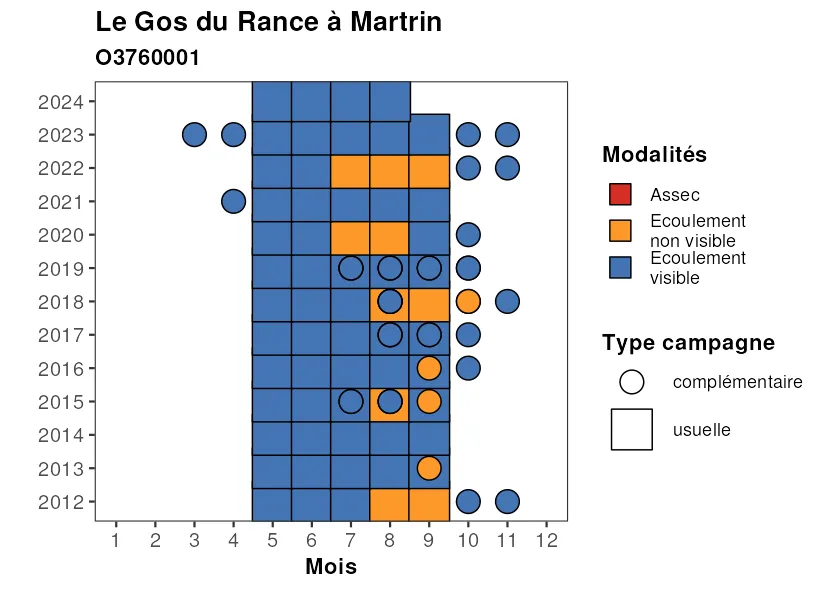 Le Gos du Rance à Martrin
O3760001
2024
2023
2022
2021
2020
2019
2018
2017
2016
2015
2014
2013
2012
1 2 3 4 5 6 7 8 9 10 11 12
Mois
Modalités
Assec
Ecoulement
non visible
Ecoulement
visible
Type campagne
complémentaire
usuelle